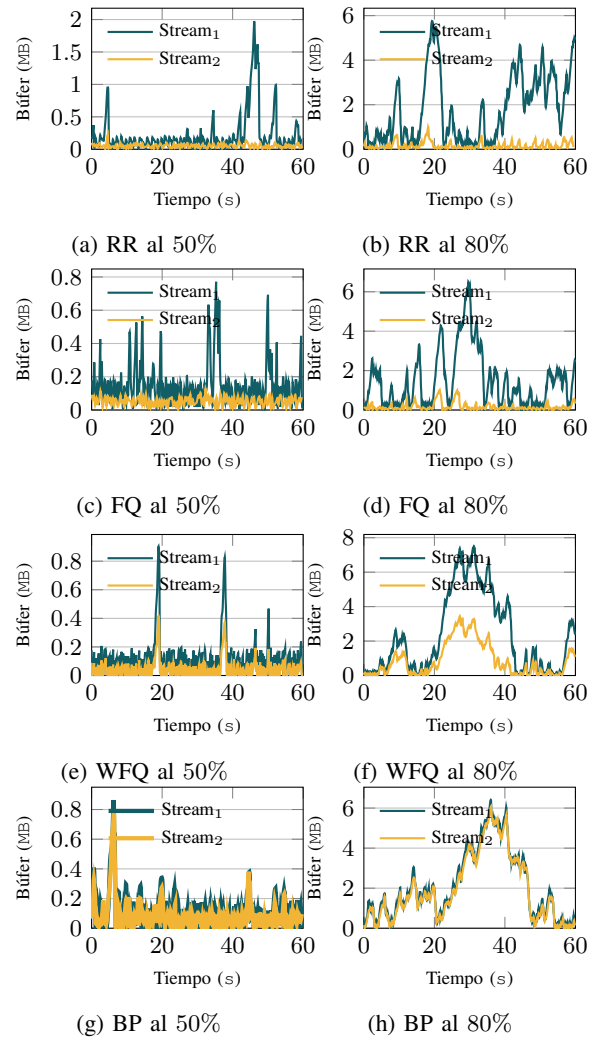 Búfer (MB)
2
1.5
1
0.5
0
Stream₁
Stream₂
0 20 40 60
Tiempo (s)
(a) RR al 50%
Búfer (MB)
6
4
2
0
Stream₁
Stream₂
0 20 40 60
Tiempo (s)
(b) RR al 80%
Búfer (MB)
0.8
0.6
0.4
0.2
0
Stream₁
Stream₂
0 20 40 60
Tiempo (s)
(c) FQ al 50%
Búfer (MB)
6
4
2
0
Stream₁
Stream₂
0 20 40 60
Tiempo (s)
(d) FQ al 80%
Búfer (MB)
0.8
0.6
0.4
0.2
0
Stream₁
Stream₂
0 20 40 60
Tiempo (s)
(e) WFQ al 50%
Búfer (MB)
8
6
4
2
0
Stream₁
Stream₂
0 20 40 60
Tiempo (s)
(f) WFQ al 80%
Búfer (MB)
0.8
0.6
0.4
0.2
0
Stream₁
Stream₂
0 20 40 60
Tiempo (s)
(g) BP al 50%
Búfer (MB)
6
4
2
0
Stream₁
Stream₂
0 20 40 60
Tiempo (s)
(h) BP al 80%